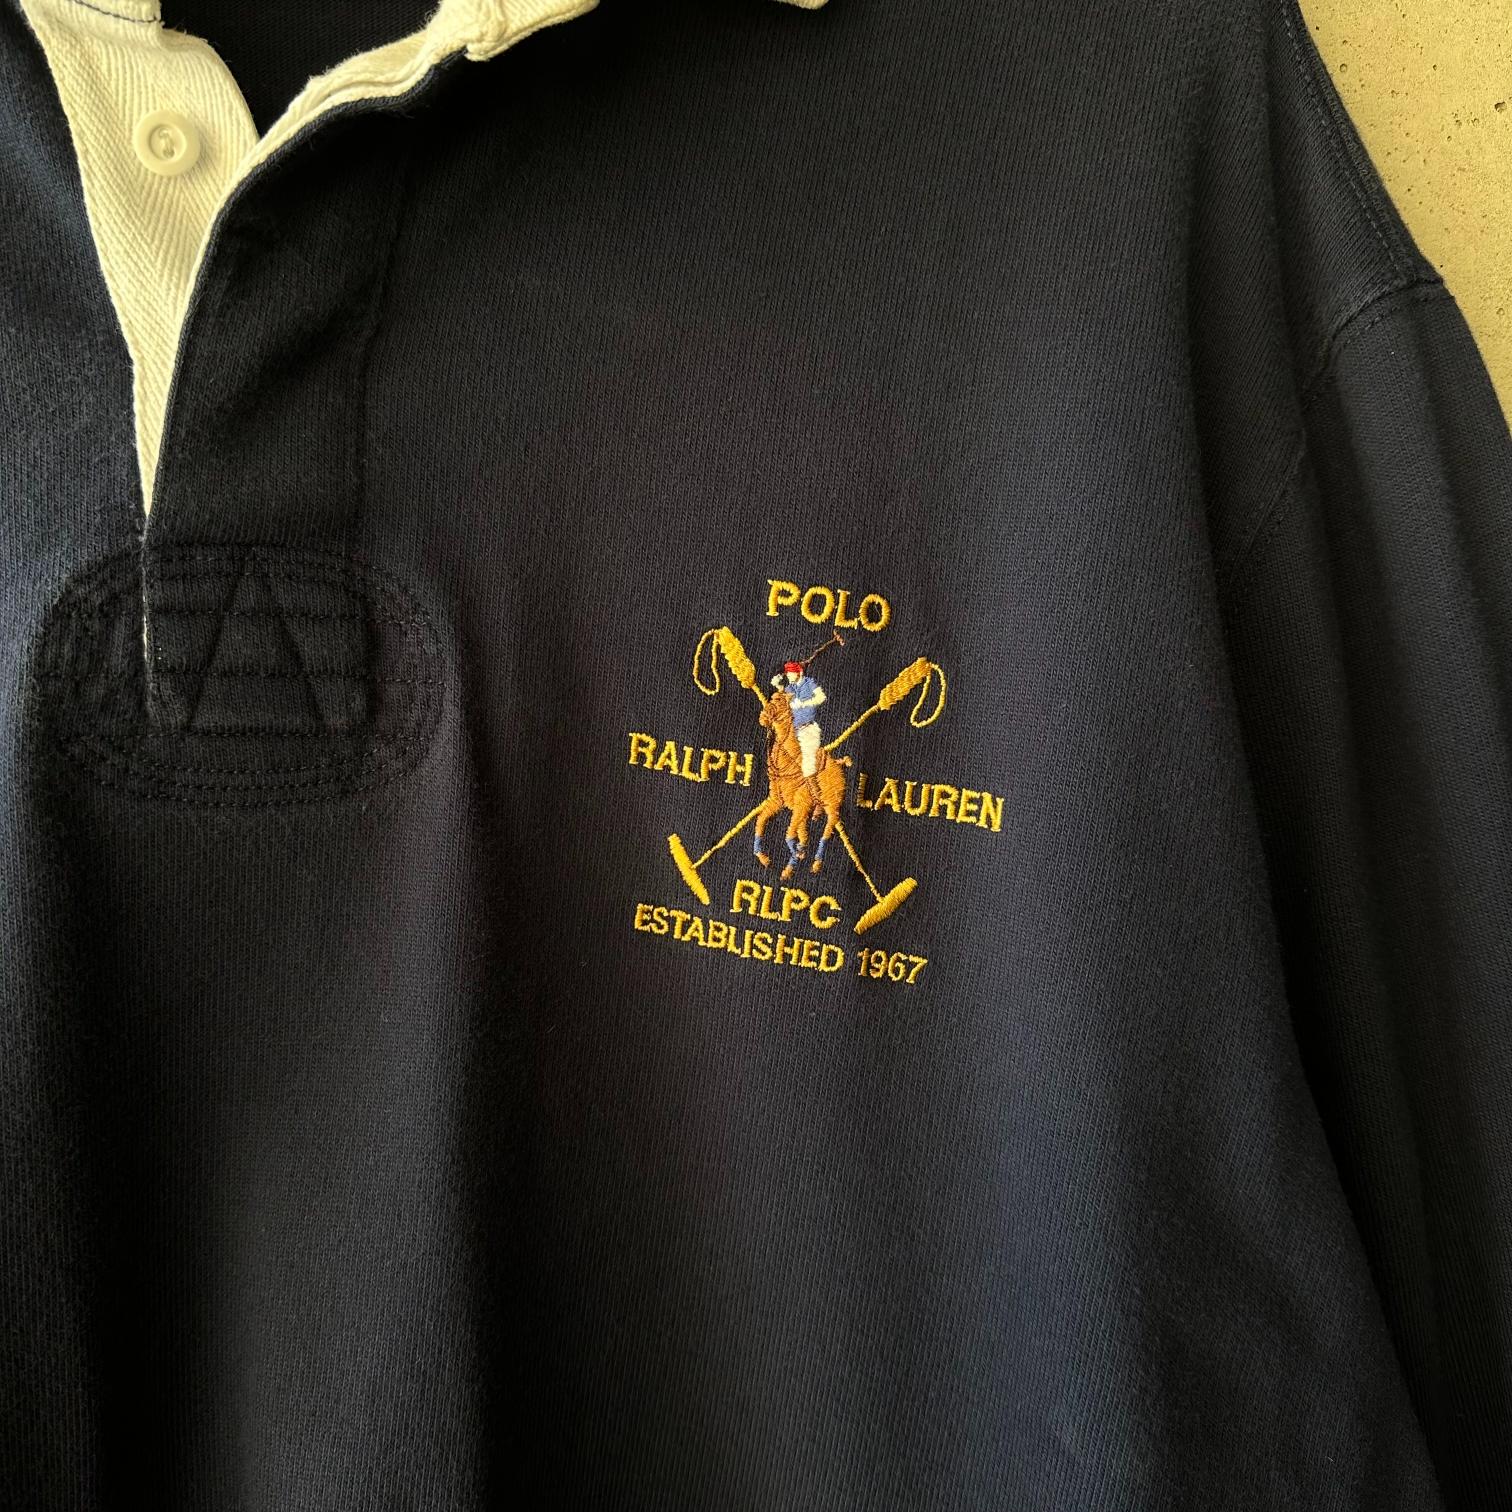 POLO
RALPH LAUREN
RLPC
ESTABLISHED 1967